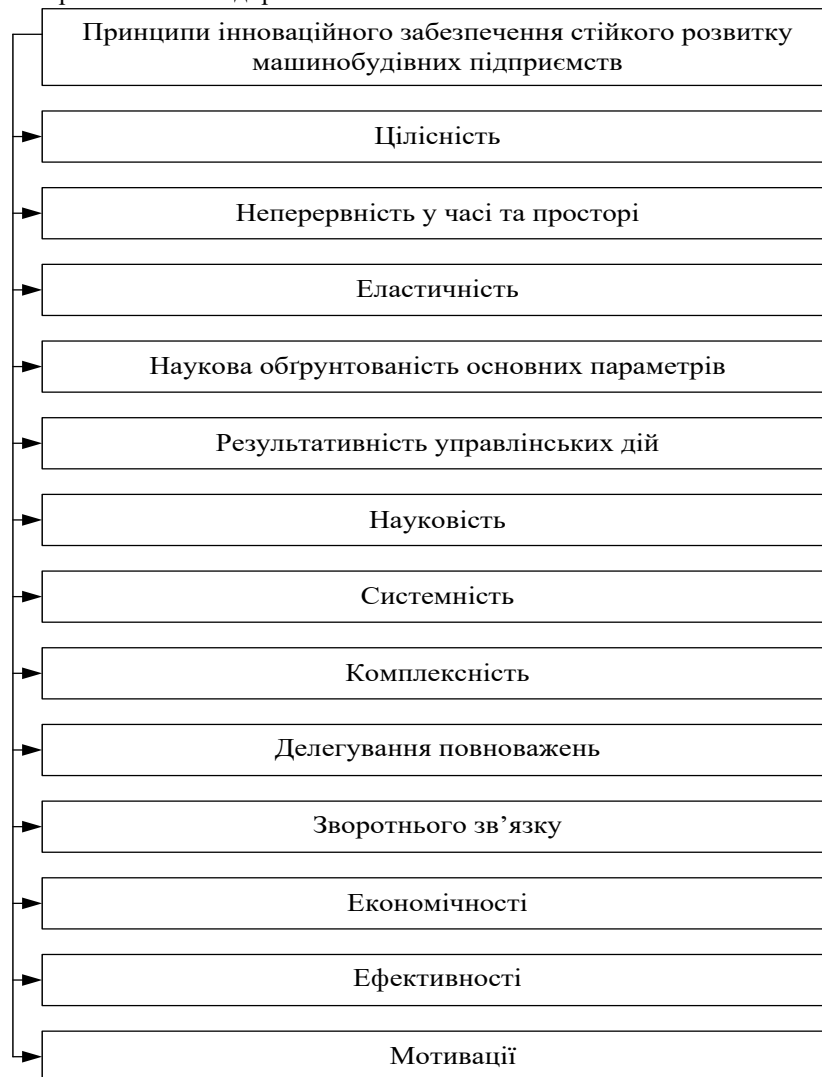 Принципи інноваційного забезпечення стійкого розвитку
машинобудівних підприємств
Цілісність
Неперервність у часі та просторі
Еластичність
Наукова обґрунтованість основних параметрів
Результативність управлінських дій
Науковість
Системність
Комплексність
Делегування повноважень
Зворотнього зв’язку
Економічності
Ефективності
Мотивації